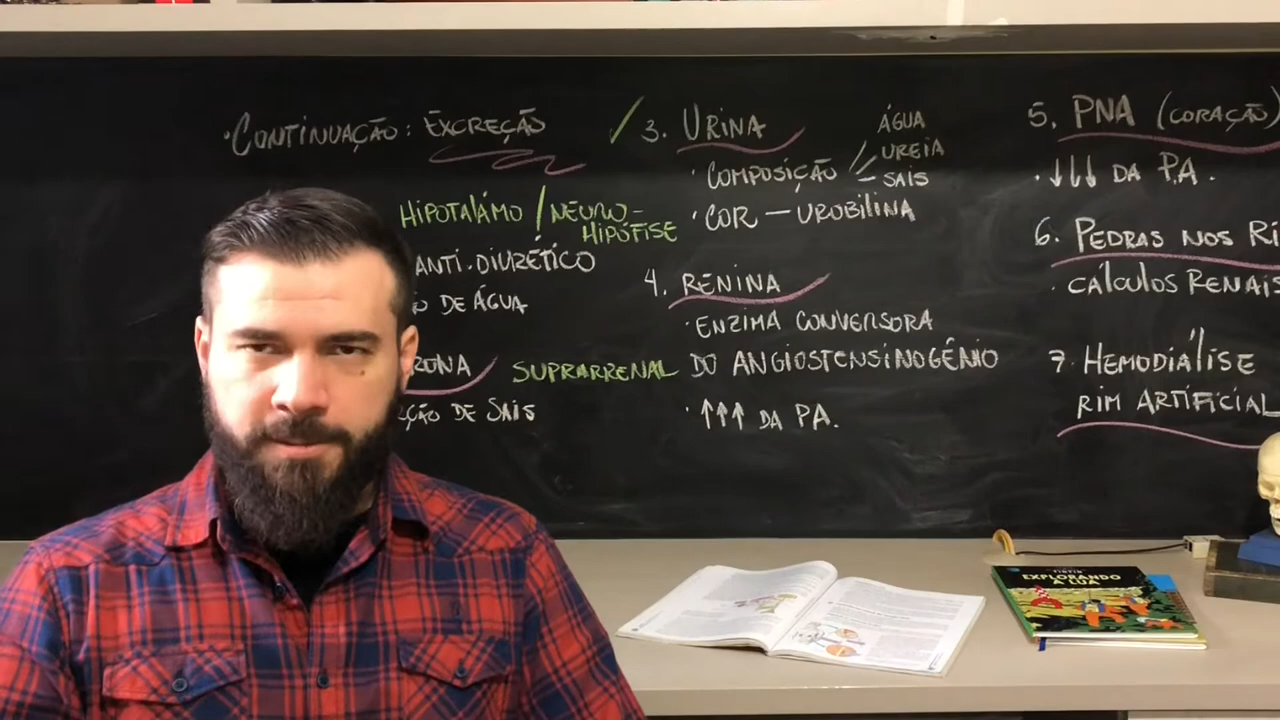 · CONTINUAÇÃO: EXCREÇÃO
HIPOTALÁMO / NEURO-
HIPÓFISE
ANTI-DIURÉTICO
DE ÁGUA
SUPRARRENAL
DE SAIS
✓ 3. URINA
· COMPOSIÇÃO
ÁGUA
UREIA
SAIS
· COR — UROBILINA
4. RENINA
· ENZIMA CONVERSORA
DO ANGIOSTENSINOGÊNIO
· ↑↑↑ DA PA.
5. PNA (CORAÇÃO)
· ↓↓↓ DA P.A.
6. PEDRAS NOS
· CÁLCULOS RENAIS
7. HEMODIÁLISE
RIM ARTIFICIAL
TINTIN
EXPLORANDO
A LUA